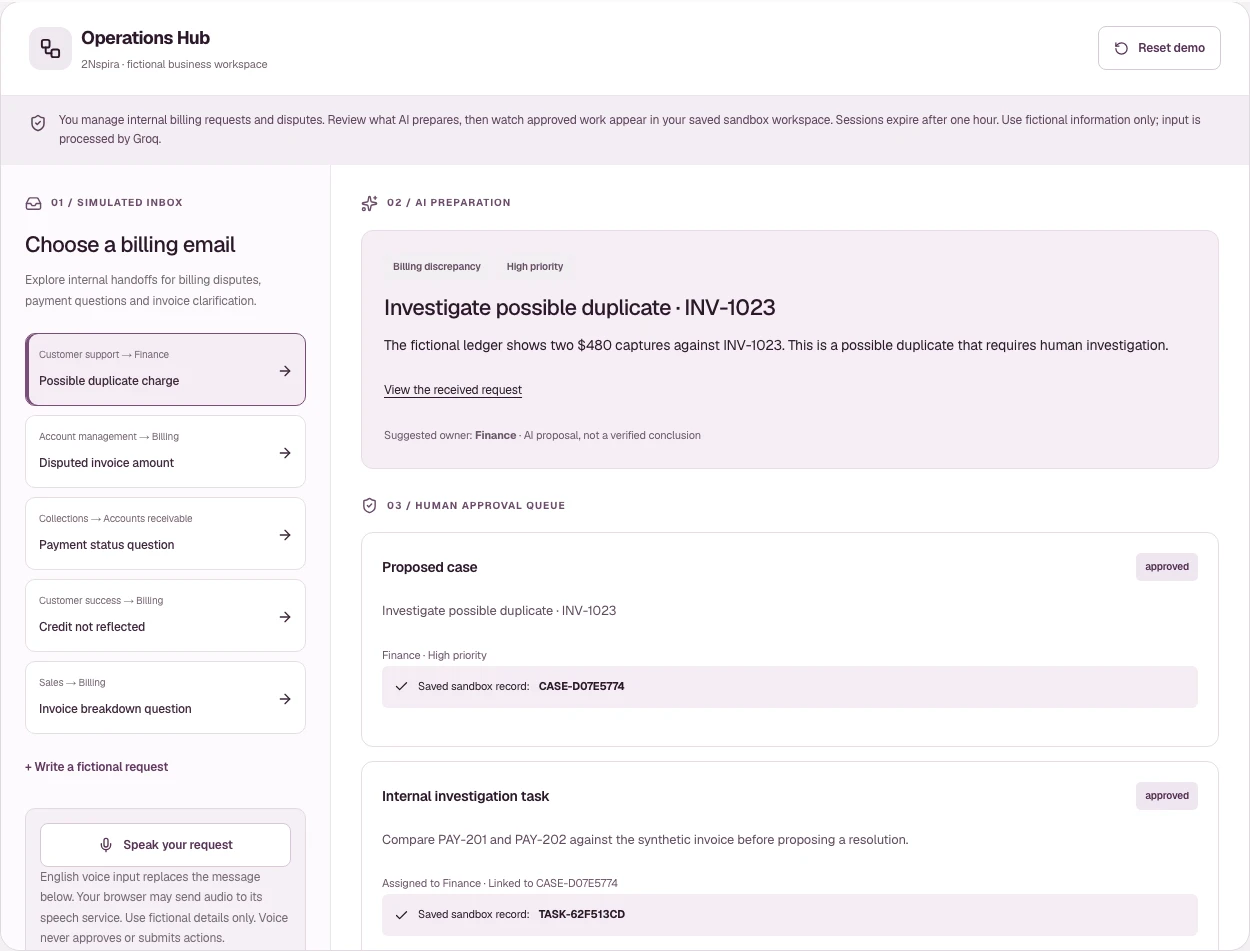 Operations Hub
2Nspira · fictional business workspace
Reset demo
You manage internal billing requests and disputes. Review what AI prepares, then watch approved work appear in your saved sandbox workspace. Sessions expire after one hour. Use fictional information only; input is
processed by Groq.
01 / SIMULATED INBOX
Choose a billing email
Explore internal handoffs for billing disputes,
payment questions and invoice clarification.
Customer support → Finance
Possible duplicate charge
Account management → Billing
Disputed invoice amount
Collections → Accounts receivable
Payment status question
Customer success → Billing
Credit not reflected
Sales → Billing
Invoice breakdown question
+ Write a fictional request
Speak your request
English voice input replaces the message
below. Your browser may send audio to its
speech service. Use fictional details only. Voice
never approves or submits actions.
02 / AI PREPARATION
Billing discrepancy
High priority
Investigate possible duplicate · INV-1023
The fictional ledger shows two $480 captures against INV-1023. This is a possible duplicate that requires human investigation.
View the received request
Suggested owner: Finance · AI proposal, not a verified conclusion
03 / HUMAN APPROVAL QUEUE
Proposed case
approved
Investigate possible duplicate · INV-1023
Finance · High priority
Saved sandbox record: CASE-D07E5774
Internal investigation task
approved
Compare PAY-201 and PAY-202 against the synthetic invoice before proposing a resolution.
Assigned to Finance · Linked to CASE-D07E5774
Saved sandbox record: TASK-62F513CD